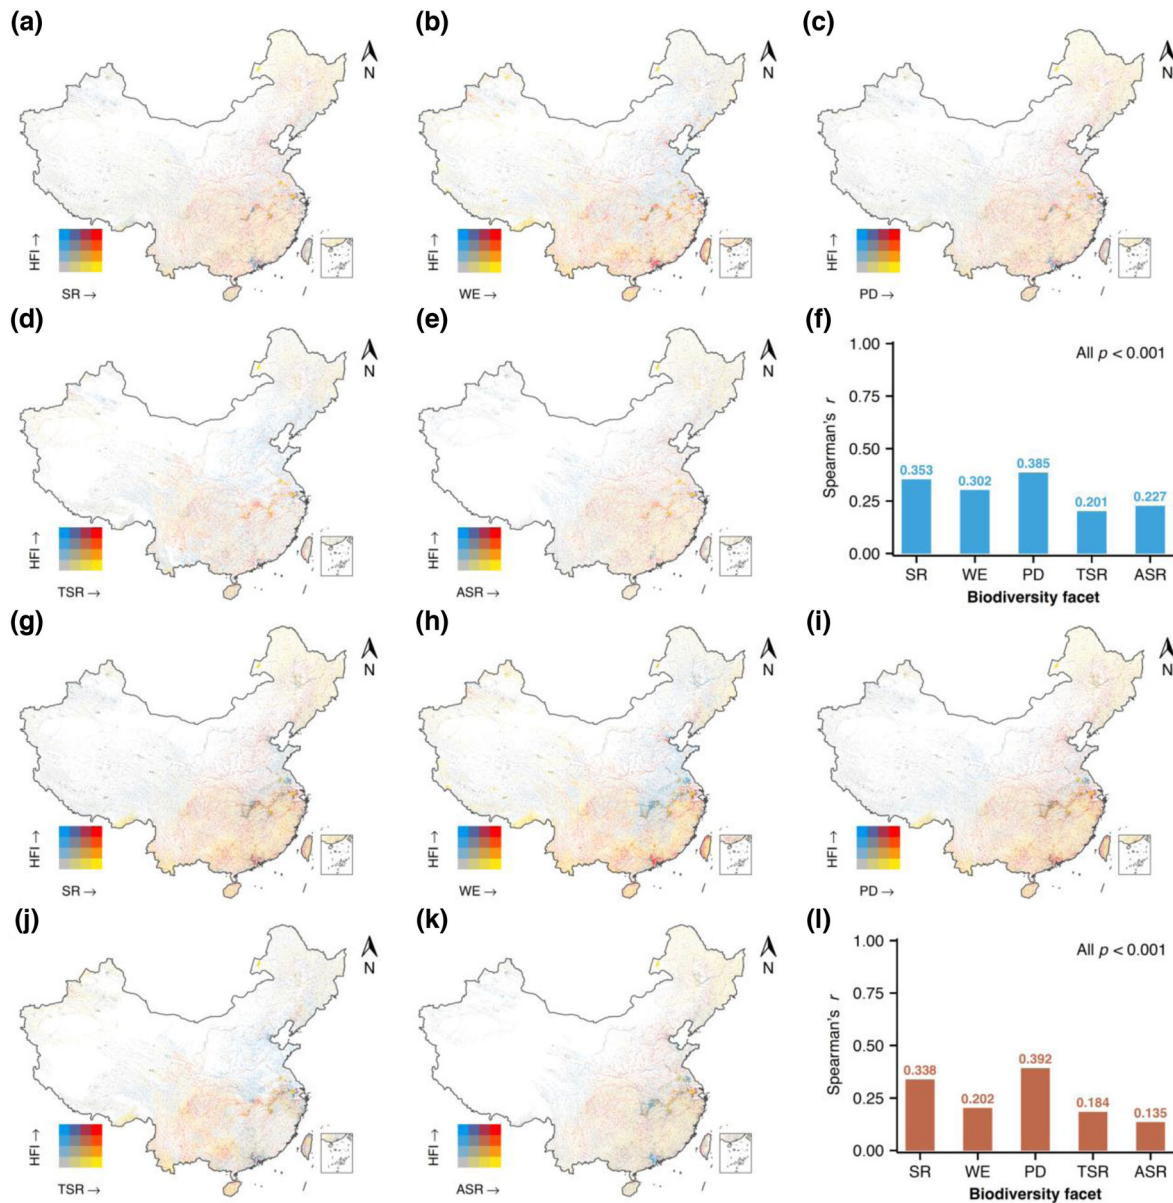 (a)
N
HFI →
SR →
(b)
N
HFI →
WE →
(c)
N
HFI →
PD →
(d)
N
HFI →
TSR →
(e)
N
HFI →
ASR →
(f)
1.00
0.75
0.50
0.25
0.00
Spearman's r
All p < 0.001
0.353
0.302
0.385
0.201
0.227
SR WE PD TSR ASR
Biodiversity facet
(g)
N
HFI →
SR →
(h)
N
HFI →
WE →
(i)
N
HFI →
PD →
(j)
N
HFI →
TSR →
(k)
N
HFI →
ASR →
(l)
1.00
0.75
0.50
0.25
0.00
Spearman's r
All p < 0.001
0.338
0.202
0.392
0.184
0.135
SR WE PD TSR ASR
Biodiversity facet